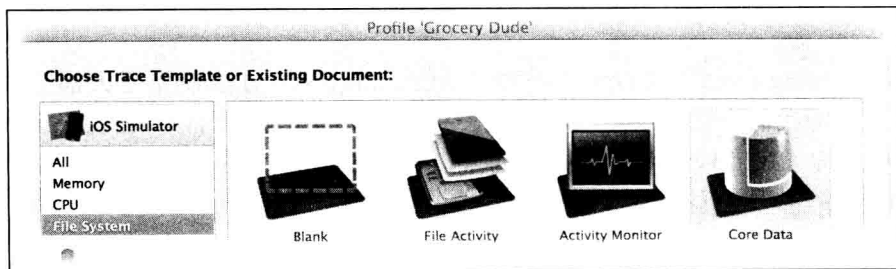 Profile 'Grocery Dude'
Choose Trace Template or Existing Document:
iOS Simulator
All
Memory
CPU
File System
Blank
File Activity
Activity Monitor
Core Data